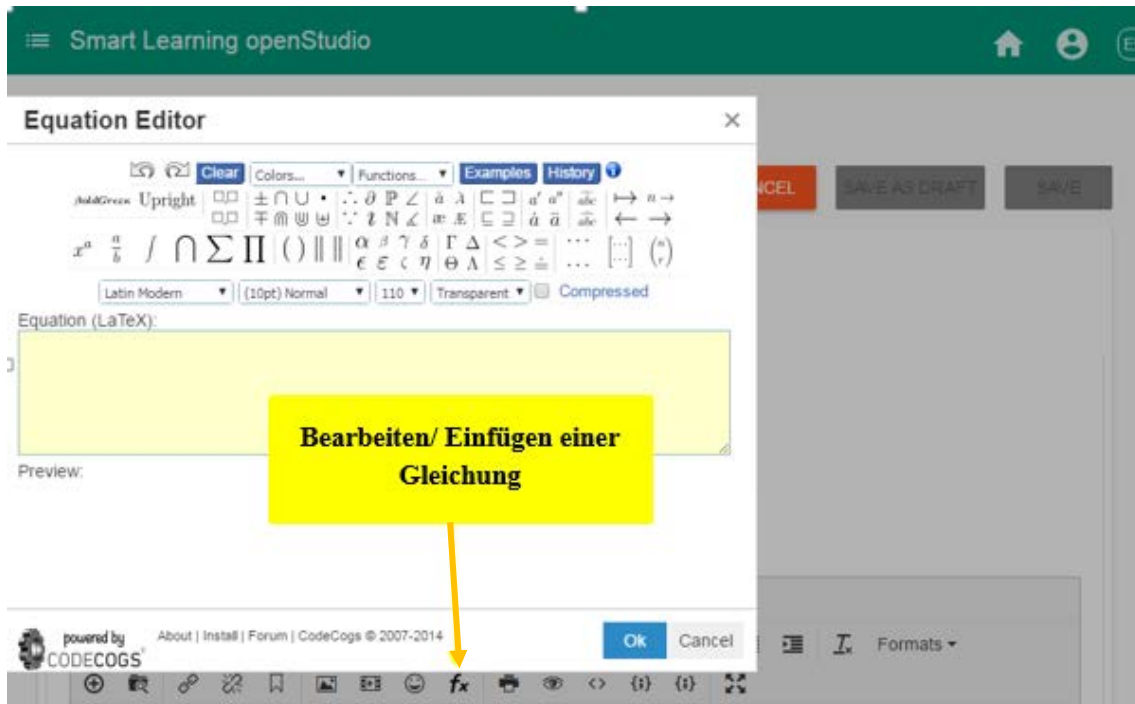 Smart Learning openStudio
Equation Editor
Clear Colors... Functions... Examples History
Upright
Latin Modern (10pt) Normal 110 Transparent Compressed
Equation (LaTeX):
Bearbeiten/ Einfügen einer
Gleichung
Preview:
powered by
CODECOGS
About | Install | Forum | CodeCogs © 2007-2014
Ok Cancel
NCEL SAVE AS DRAFT SAVE
Formats
fx